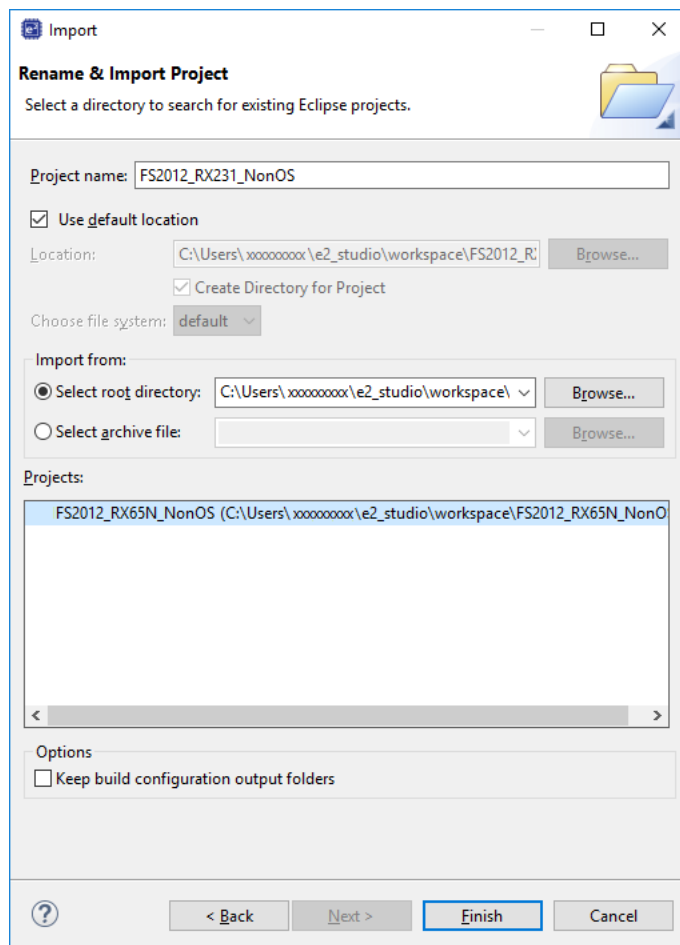 Import
Rename & Import Project
Select a directory to search for existing Eclipse projects.
Project name: FS2012_RX231_NonOS
Use default location
Location: C:\Users\ xxxxxxxxx \e2_studio\workspace\FS2012_R Browse...
Create Directory for Project
Choose file system: default
Import from:
Select root directory: C:\Users\ xxxxxxxxx\e2_studio\workspace\ Browse...
Select archive file: Browse...
Projects:
FS2012_RX65N_NonOS (C:\Users\ xxxxxxxxx\e2_studio\workspace\FS2012_RX65N_NonO
Options
Keep build configuration output folders
? < Back Next > Finish Cancel